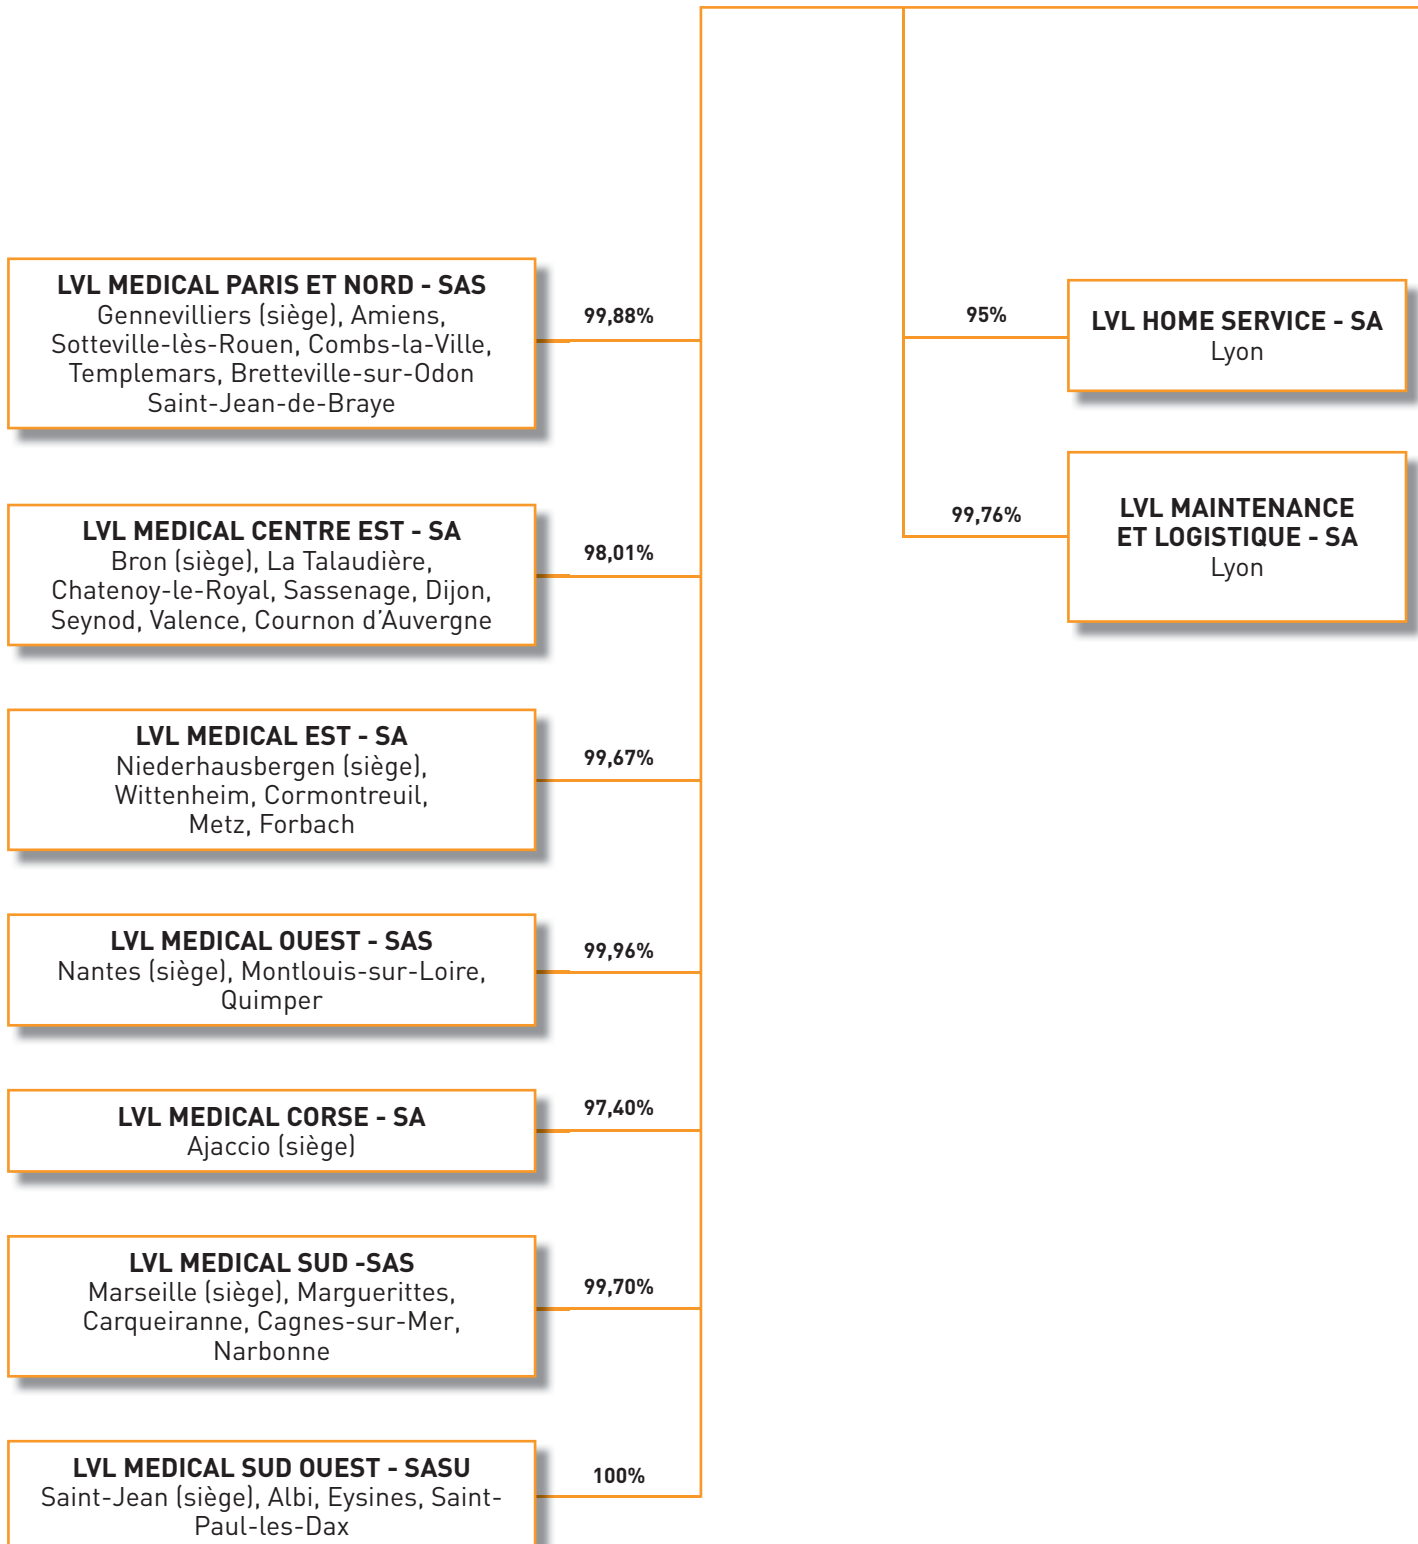 LVL MEDICAL PARIS ET NORD - SAS
Gennevilliers (siège), Amiens,
Sotteville-lès-Rouen, Combs-la-Ville,
Templemars, Bretteville-sur-Odon
Saint-Jean-de-Braye
99,88%
LVL MEDICAL CENTRE EST - SA
Bron (siège), La Talaudière,
Chatenoy-le-Royal, Sassenage, Dijon,
Seynod, Valence, Cournon d’Auvergne
98,01%
LVL MEDICAL EST - SA
Niederhausbergen (siège),
Wittenheim, Cormontreuil,
Metz, Forbach
99,67%
LVL MEDICAL OUEST - SAS
Nantes (siège), Montlouis-sur-Loire,
Quimper
99,96%
LVL MEDICAL CORSE - SA
Ajaccio (siège)
97,40%
LVL MEDICAL SUD -SAS
Marseille (siège), Marguerittes,
Carqueiranne, Cagnes-sur-Mer,
Narbonne
99,70%
LVL MEDICAL SUD OUEST - SASU
Saint-Jean (siège), Albi, Eysines, Saint-
Paul-les-Dax
100%
95%
LVL HOME SERVICE - SA
Lyon
99,76%
LVL MAINTENANCE
ET LOGISTIQUE - SA
Lyon